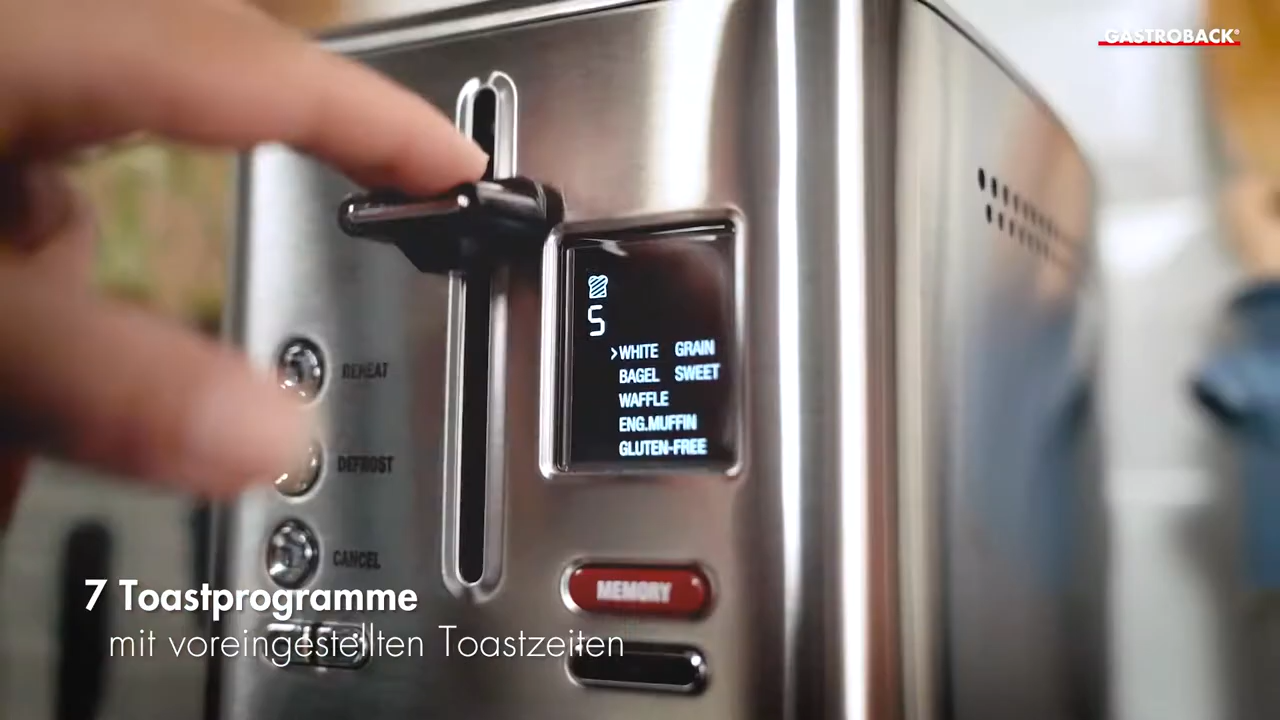 GASTROBACK®
5
>WHITE GRAIN
BAGEL SWEET
WAFFLE
ENG.MUFFIN
GLUTEN-FREE
REPEAT
DEFROST
CANCEL
MEMORY
7 Toastprogramme
mit voreingestellten Toastzeiten